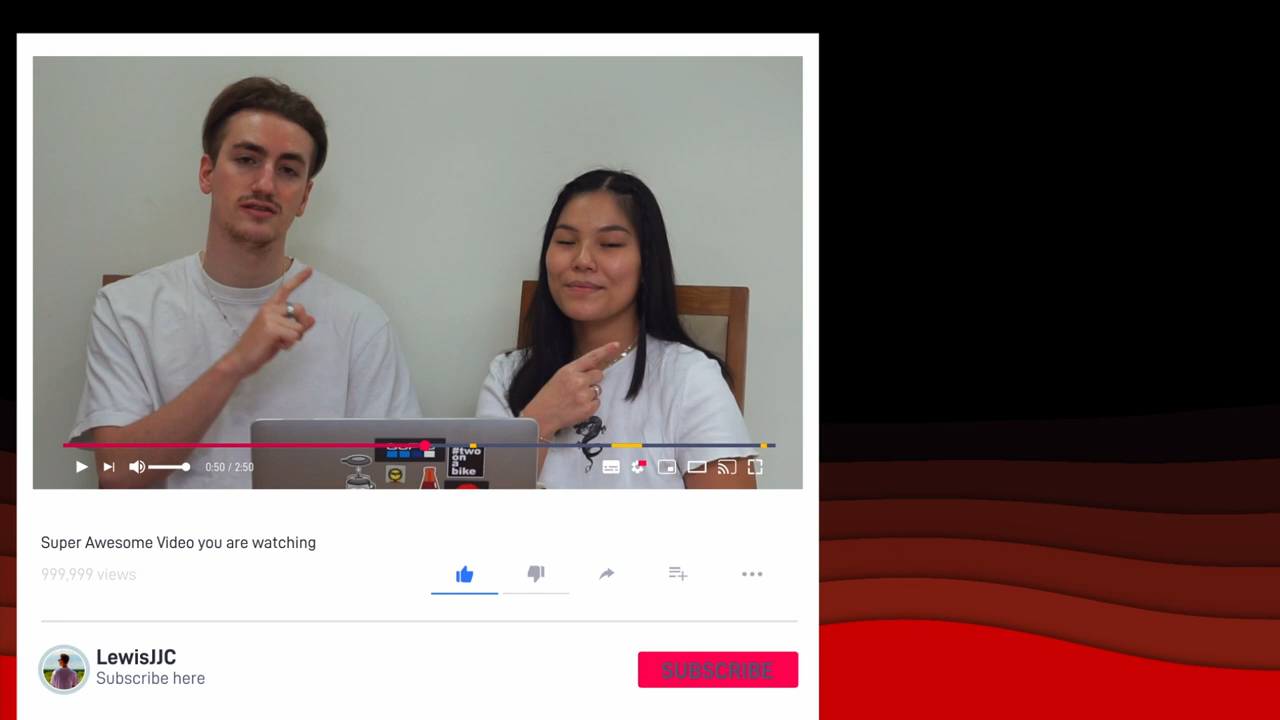 #two
on
a
bike
0:50 / 2:50
Super Awesome Video you are watching
999,999 views
LewisJJC
Subscribe here
SUBSCRIBE